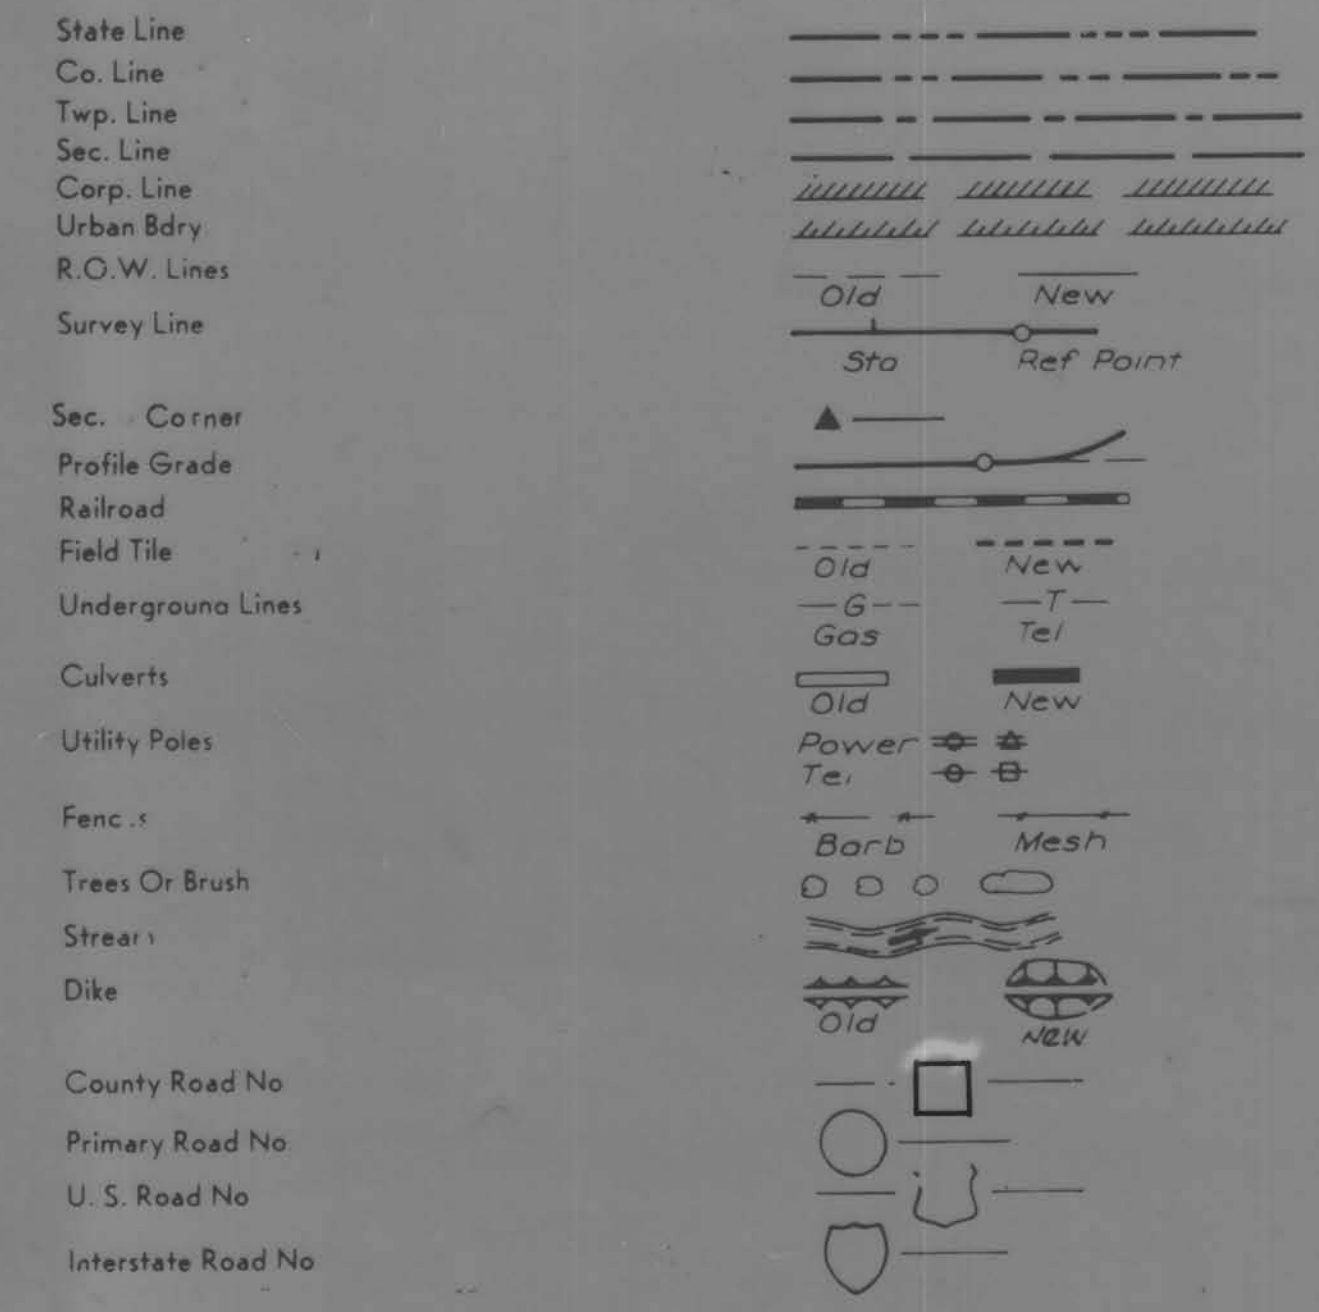 State Line
Co. Line
Twp. Line
Sec. Line
Corp. Line
Urban Bdry.
R.O.W. Lines Old New
Survey Line
Sta Ref Point
Sec. Corner
Profile Grade
Railroad
Field Tile
Old New
Underground Lines G T
Gas Tel
Culverts
Old New
Utility Poles Power
Tel
Fences
Barb Mesh
Trees Or Brush
Stream
Dike
Old New
County Road No
Primary Road No
U. S. Road No
Interstate Road No